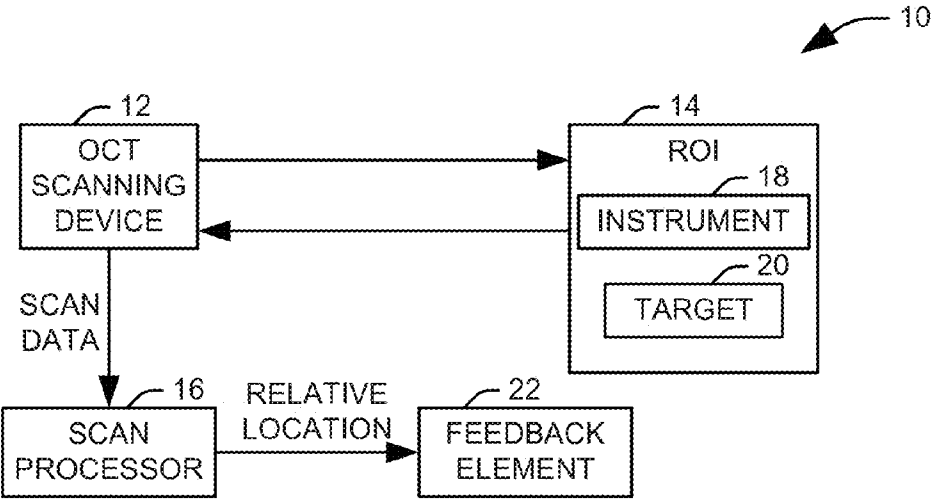 10
12
OCT
SCANNING
DEVICE
14
ROI
18
INSTRUMENT
20
TARGET
SCAN
DATA
16
SCAN
PROCESSOR
RELATIVE
LOCATION
22
FEEDBACK
ELEMENT